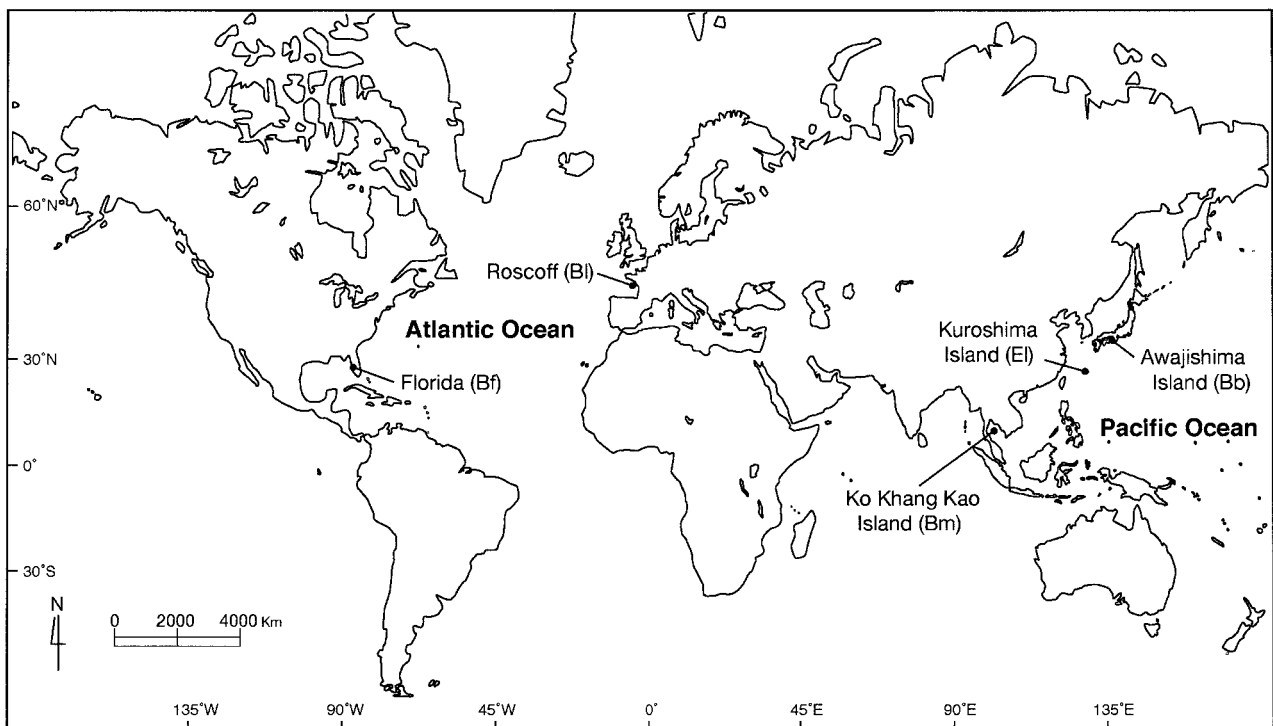 60˚N
Roscoff (Bl)
Atlantic Ocean
Kuroshima
Island (El)
Awajishima
Island (Bb)
30˚N
Florida (Bf)
Pacific Ocean
0˚
Ko Khang Kao
Island (Bm)
30˚S
N
0 2000 4000 Km
135˚W 90˚W 45˚W 0˚ 45˚E 90˚E 135˚E